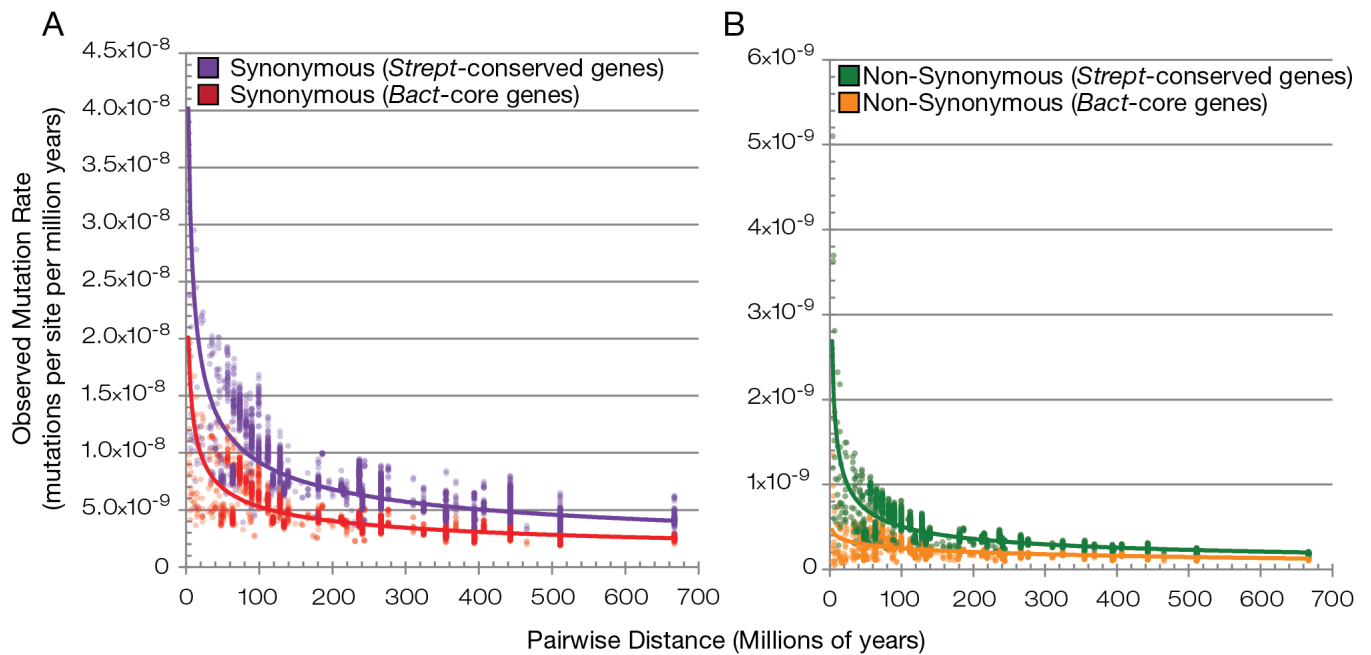 A
4.5x10-8
4.0x10-8
3.5x10-8
3.0x10-8
2.5x10-8
2.0x10-8
1.5x10-8
1.0x10-8
5.0x10-9
0
Synonymous (Strept-conserved genes)
Synonymous (Bact-core genes)
Observed Mutation Rate
(mutations per site per million years)
0 100 200 300 400 500 600 700
B
6x10-9
5x10-9
4x10-9
3x10-9
2x10-9
1x10-9
0
Non-Synonymous (Strept-conserved genes)
Non-Synonymous (Bact-core genes)
0 100 200 300 400 500 600 700
Pairwise Distance (Millions of years)